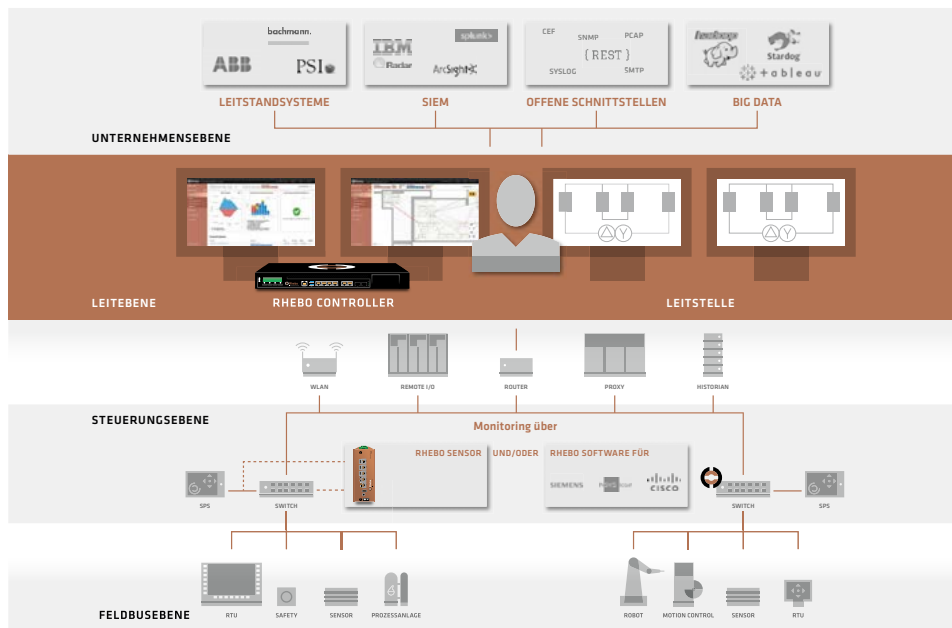 bachmann.
ABB
PSI
IBM
Radar
splunk>
ArcSight
CEF
SNMP
PCAP
{ REST }
SYSLOG
SMTP
hadoop
Stardog
+ a b l e a u
LEITSTANDSYSTEME
SIEM
OFFENE SCHNITTSTELLEN
BIG DATA
UNTERNEHMENSEBENE
LEITEBENE
RHEBO CONTROLLER
LEITSTELLE
WLAN
REMOTE I/O
ROUTER
PROXY
HISTORIAN
STEUERUNGSEBENE
Monitoring über
RHEBO SENSOR
UND/ODER
RHEBO SOFTWARE FÜR
SIEMENS
CISCO
SPS
SWITCH
SWITCH
SPS
RTU
SAFETY
SENSOR
PROZESSANLAGE
ROBOT
MOTION CONTROL
SENSOR
RTU
FELDBUSEBENE